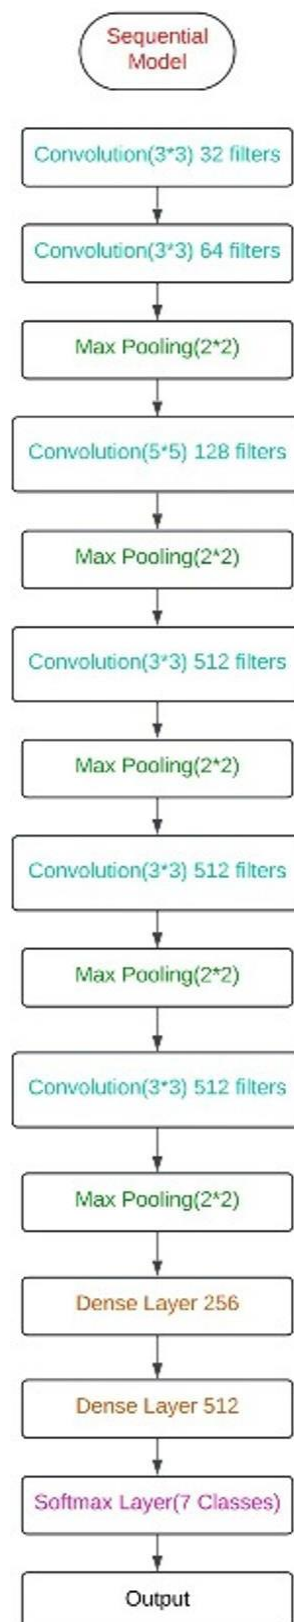 Sequential
Model
Convolution(3*3) 32 filters
Convolution(3*3) 64 filters
Max Pooling(2*2)
Convolution(5*5) 128 filters
Max Pooling(2*2)
Convolution(3*3) 512 filters
Max Pooling(2*2)
Convolution(3*3) 512 filters
Max Pooling(2*2)
Convolution(3*3) 512 filters
Max Pooling(2*2)
Dense Layer 256
Dense Layer 512
Softmax Layer(7 Classes)
Output